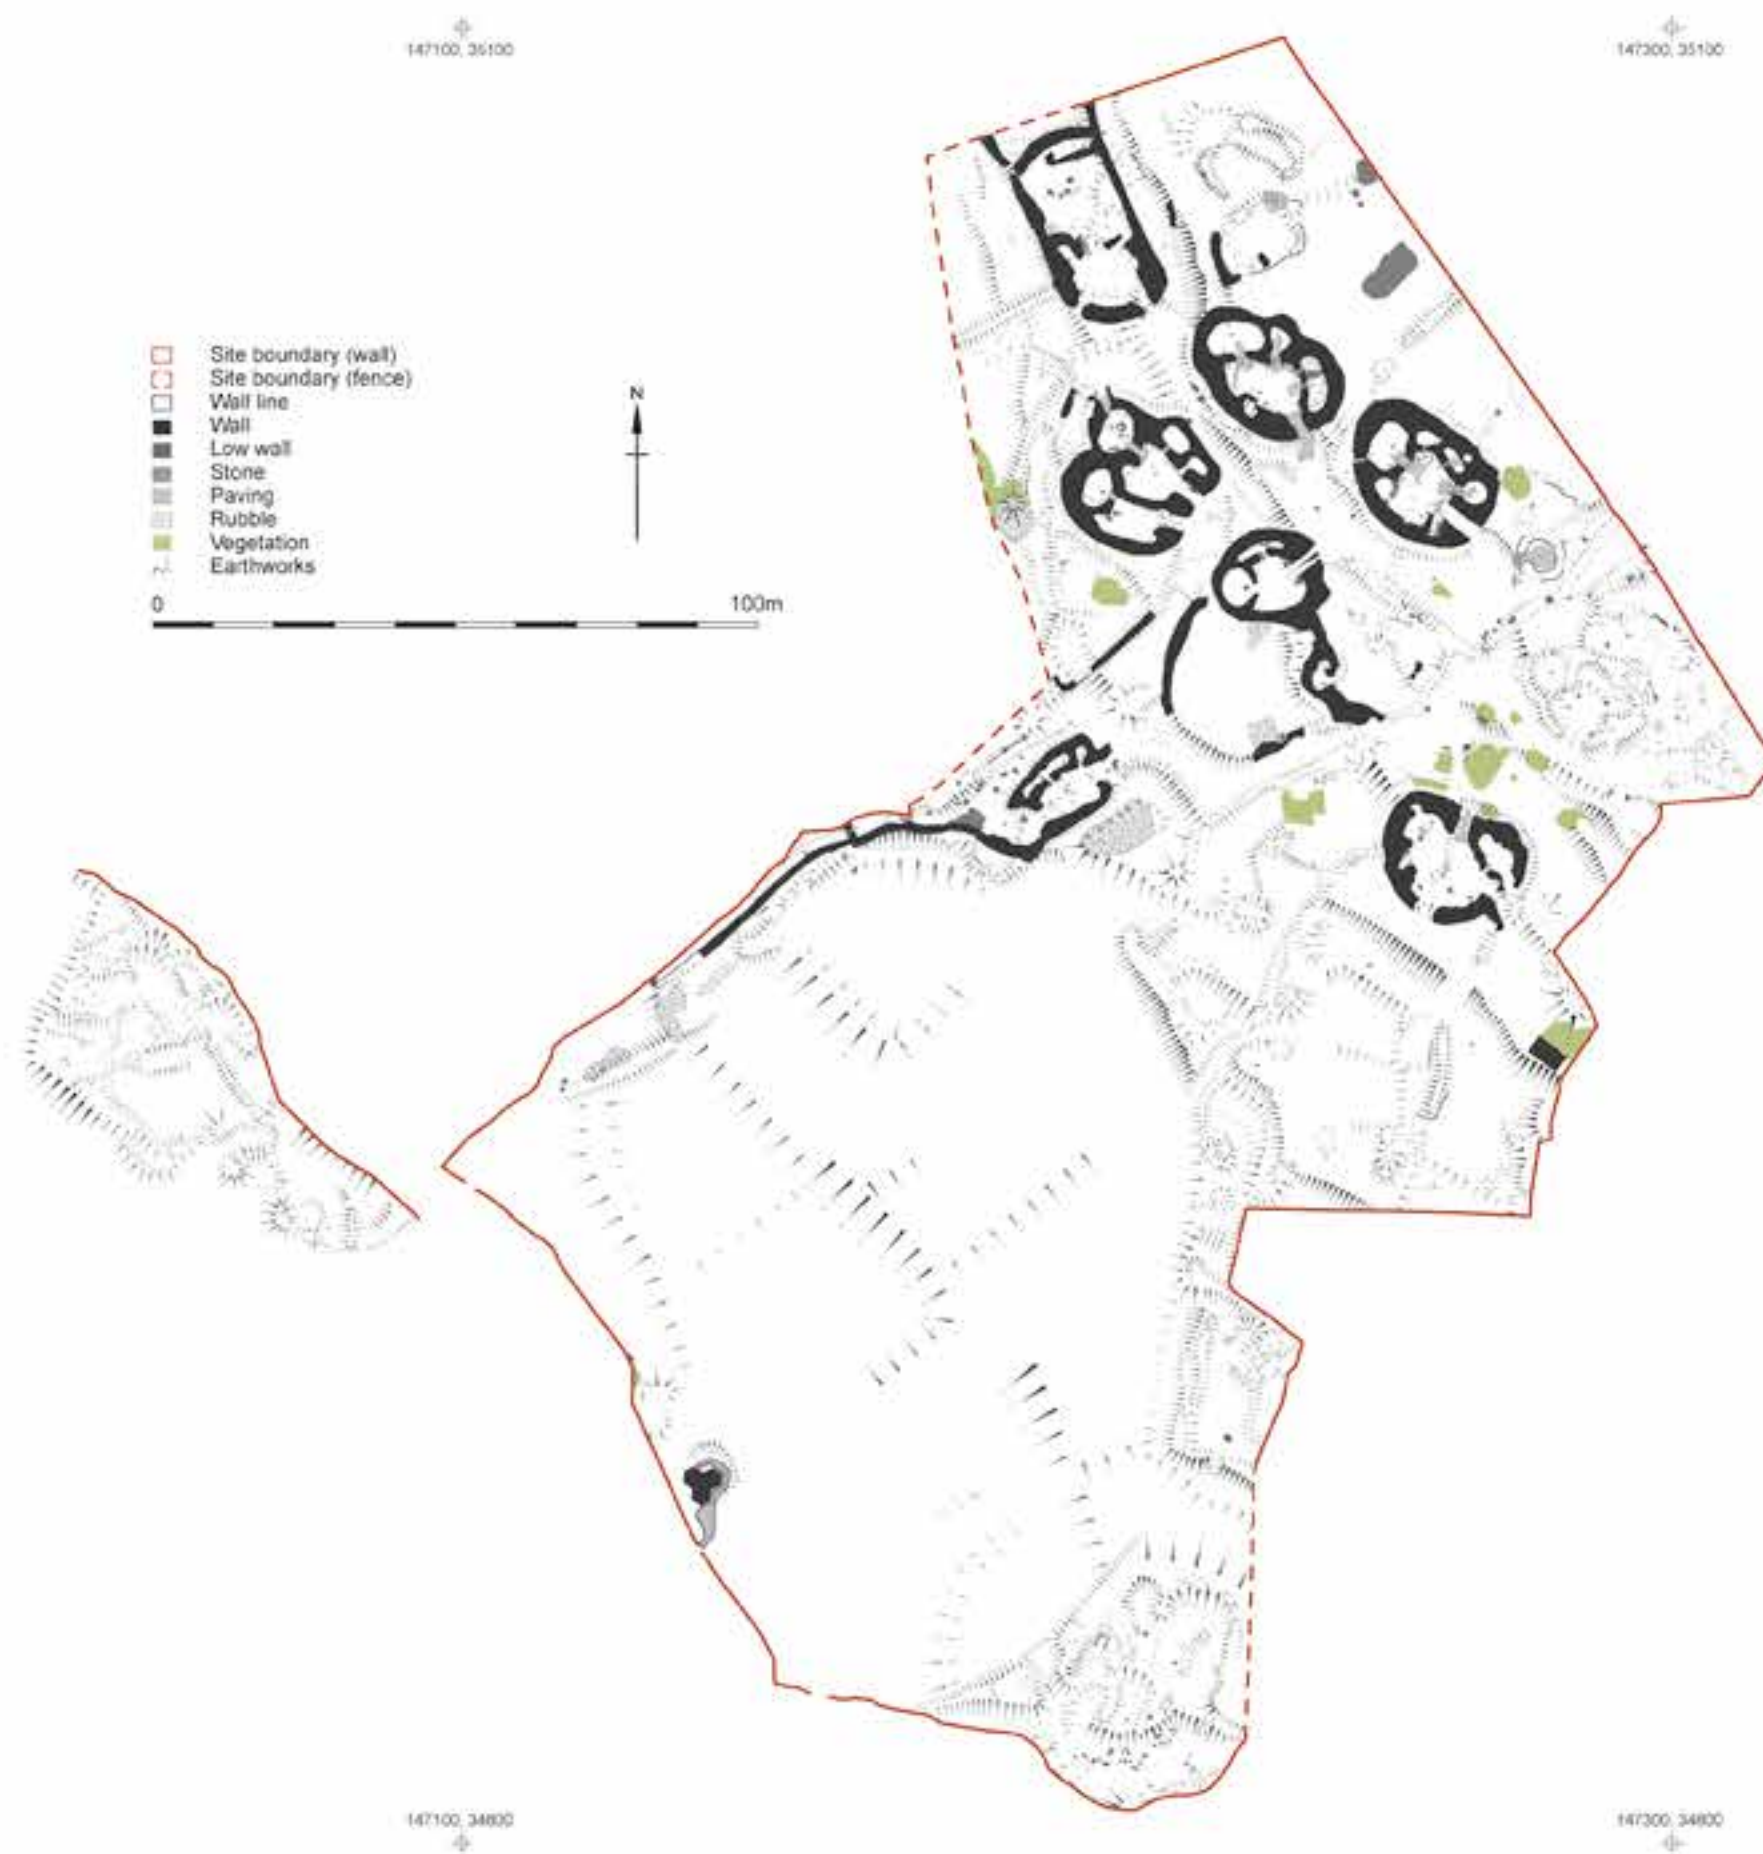 147100, 35100
147300, 35100
Site boundary (wall)
Site boundary (fence)
Wall line
Wall
Low wall
Stone
Paving
Rubble
Vegetation
Earthworks
N
0
100m
147100, 34800
147300, 34800